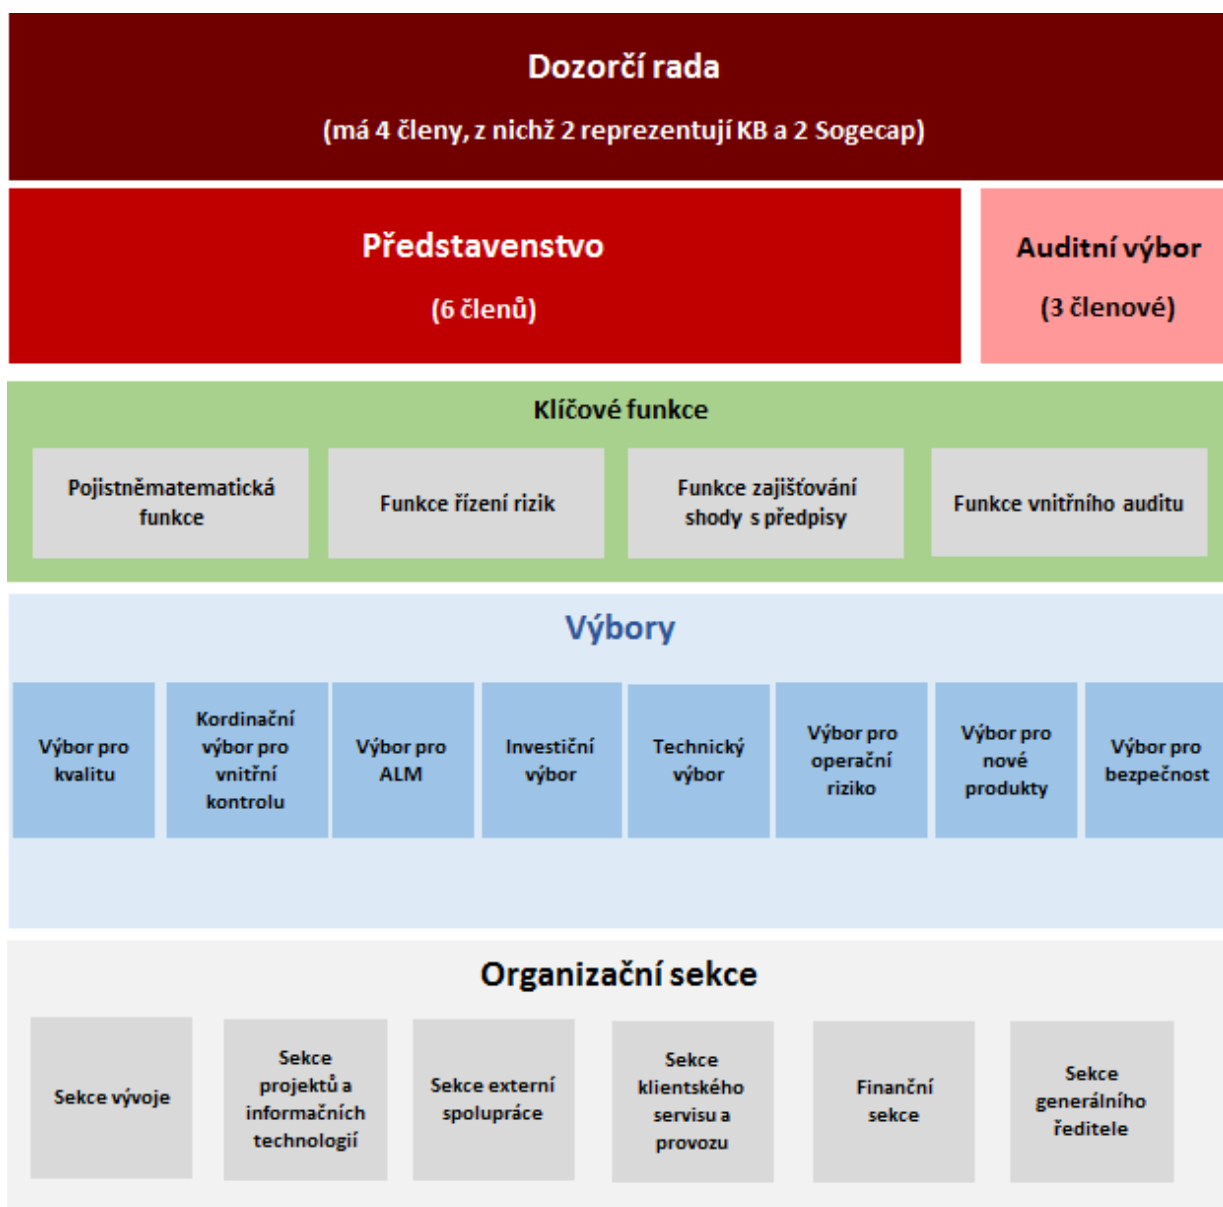 Dozorčí rada
(má 4 členy, z nichž 2 reprezentují KB a 2 Sogecap)
Představenstvo
(6 členů)
Auditní výbor
(3 členové)
Klíčové funkce
Pojistněmatematická
funkce
Funkce řízení rizik
Funkce zajišťování
shody s předpisy
Funkce vnitřního auditu
Výbory
Výbor pro
kvalitu
Kordinační
výbor pro
vnitřní
kontrolu
Výbor pro
ALM
Investiční
výbor
Technický
výbor
Výbor pro
operační
riziko
Výbor pro
nové
produkty
Výbor pro
bezpečnost
Organizační sekce
Sekce vývoje
Sekce
projektů a
informačních
technologií
Sekce externí
spolupráce
Sekce
klientského
servisu a
provozu
Finanční
sekce
Sekce
generálního
ředitele